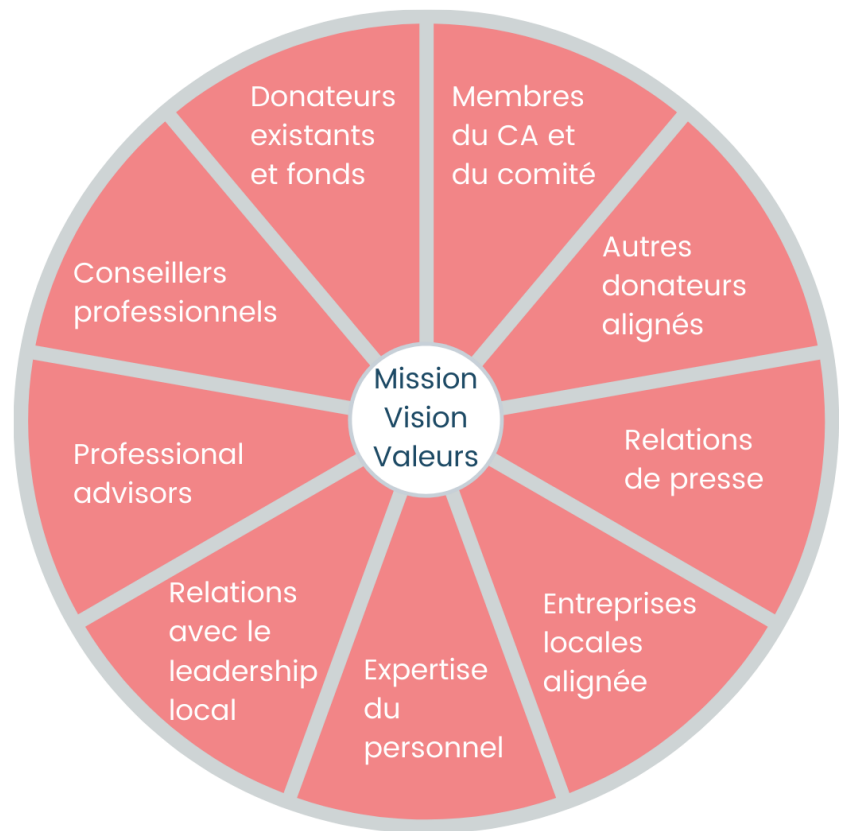 Donateurs
existants
et fonds
Membres
du CA et
du comité
Autres
donateurs
alignés
Relations
de presse
Entreprises
locales
alignée
Expertise
du
personnel
Relations
avec le
leadership
local
Professional
advisors
Conseillers
professionnels
Mission
Vision
Valeurs